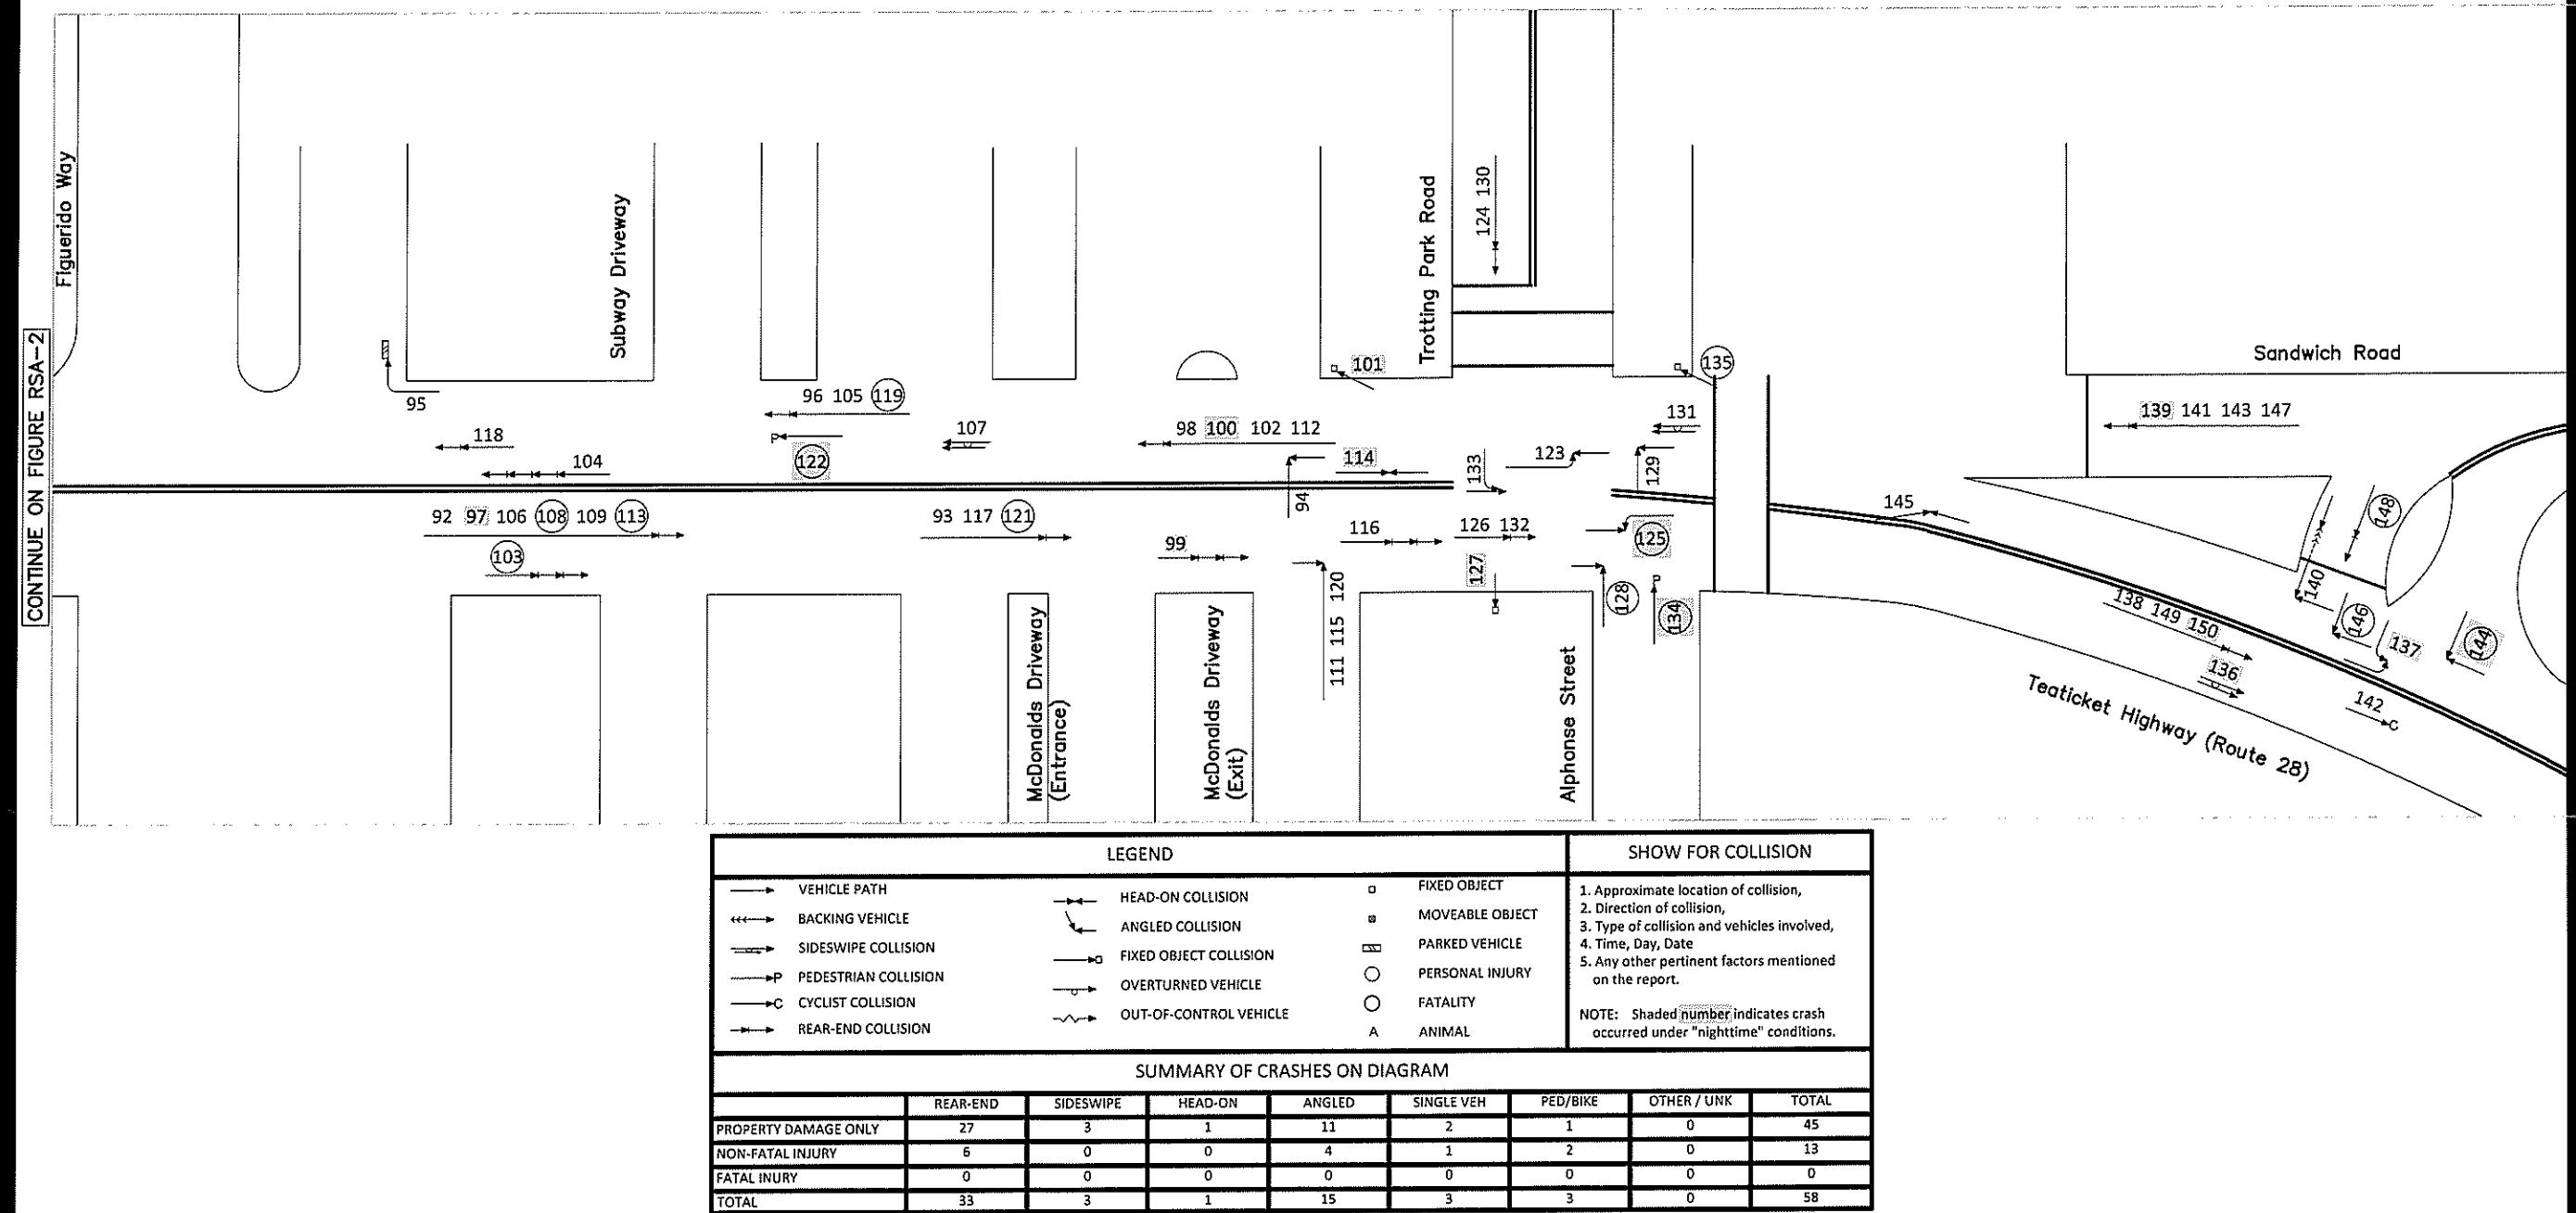 CONTINUE ON FIGURE RSA-2
Figuerido Way
Subway Driveway
Trotting Park Road
124 130
Sandwich Road
101
135
95
96 105 119
131
139 141 143 147
118
107
98 100 102 112
122
104
114
133
123
129
94
145
148
92 97 106 108 109 113
93 117 121
116
126 132
125
103
99
127
140
111 115 120
128
P
134
138 149 150
146
137
144
136
142
C
P
McDonalds Driveway
(Entrance)
McDonalds Driveway
(Exit)
Alphonse Street
Teaticket Highway (Route 28)
LEGEND
VEHICLE PATH
BACKING VEHICLE
SIDESWIPE COLLISION
P PEDESTRIAN COLLISION
C CYCLIST COLLISION
REAR-END COLLISION
HEAD-ON COLLISION
ANGLED COLLISION
FIXED OBJECT COLLISION
OVERTURNED VEHICLE
OUT-OF-CONTROL VEHICLE
FIXED OBJECT
MOVEABLE OBJECT
PARKED VEHICLE
PERSONAL INJURY
FATALITY
A ANIMAL
SHOW FOR COLLISION
1. Approximate location of collision,
2. Direction of collision,
3. Type of collision and vehicles involved,
4. Time, Day, Date
5. Any other pertinent factors mentioned
on the report.
NOTE: Shaded number indicates crash
occurred under "nighttime" conditions.
SUMMARY OF CRASHES ON DIAGRAM
REAR-END SIDESWIPE HEAD-ON ANGLED SINGLE VEH PED/BIKE OTHER / UNK TOTAL
PROPERTY DAMAGE ONLY 27 3 1 11 2 1 0 45
NON-FATAL INJURY 6 0 0 4 1 2 0 13
FATAL INURY 0 0 0 0 0 0 0 0
TOTAL 33 3 1 15 3 3 0 58